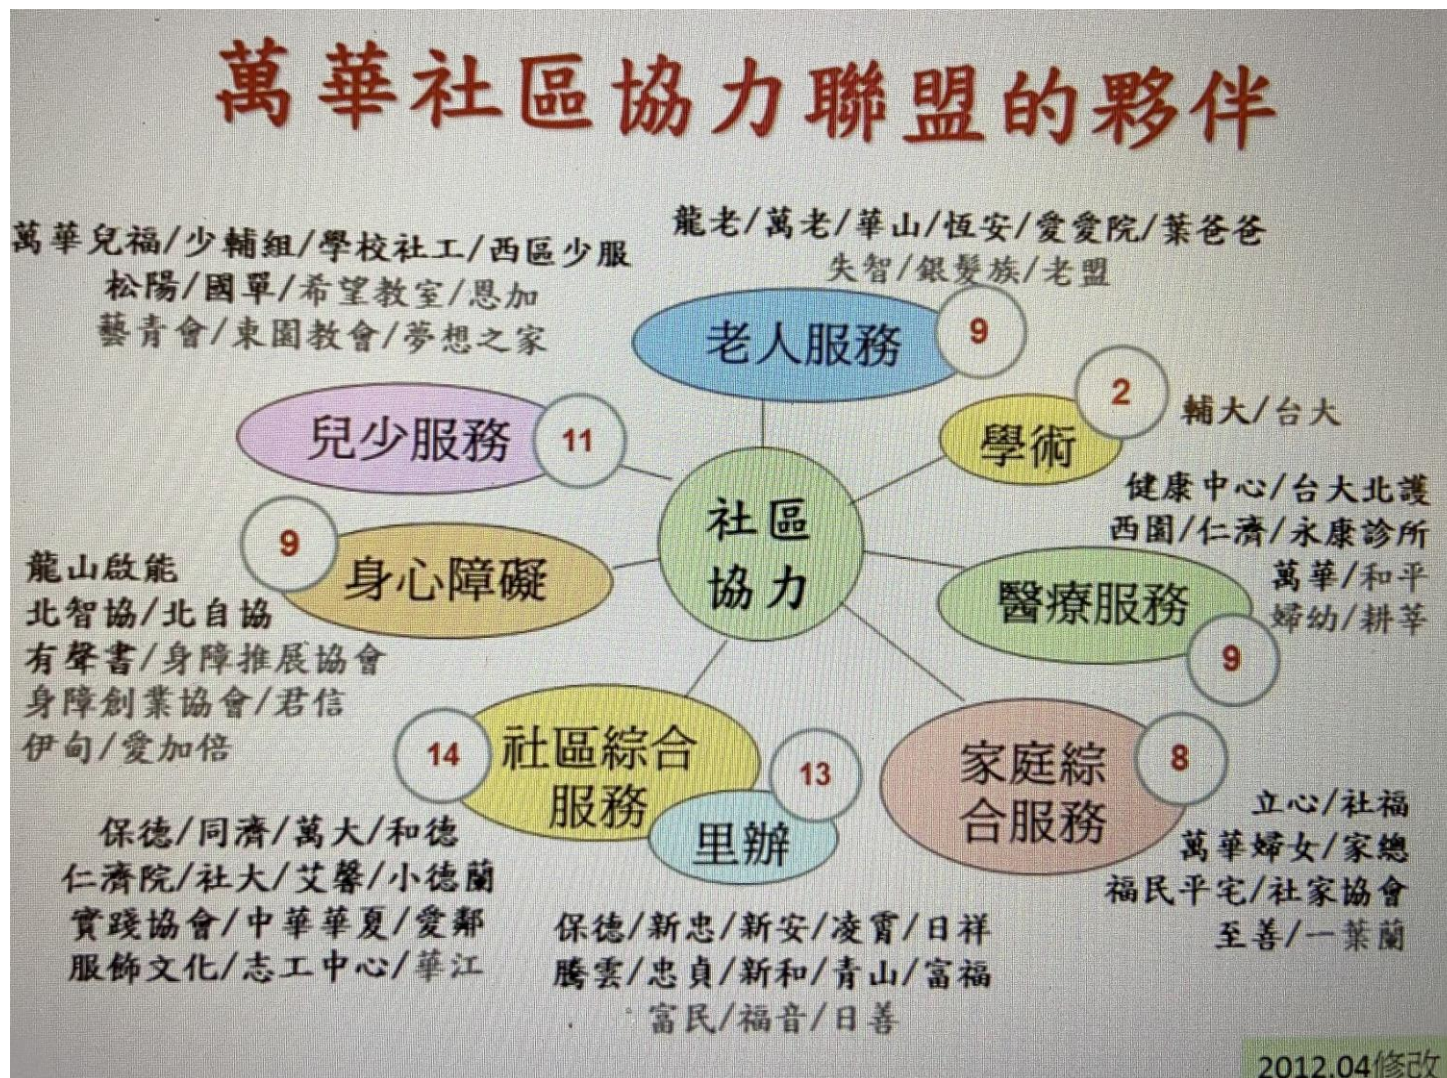 萬華社區協力聯盟的夥伴
龍老/萬老/華山/恆安/愛愛院/葉爸爸
失智/銀髮族/老盟
老人服務
9
萬華兒福/少輔組/學校社工/西區少服
松陽/國單/希望教室/恩加
藝青會/東園教會/夢想之家
兒少服務
11
學術
2
輔大/台大
社區
協力
健康中心/台大北護
西園/仁濟/永康診所
萬華/和平
婦幼/耕莘
醫療服務
9
9
身心障礙
龍山啟能
北智協/北自協
有聲書/身障推展協會
身障創業協會/君信
伊甸/愛加倍
14
社區綜合
服務
13
里辦
家庭綜
合服務
8
立心/社福
萬華婦女/家總
福民平宅/社家協會
至善/一葉蘭
保德/同濟/萬大/和德
仁濟院/社大/艾馨/小德蘭
實踐協會/中華華夏/愛鄰
服飾文化/志工中心/華江
保德/新忠/新安/凌霄/日祥
騰雲/忠貞/新和/青山/富福
富民/福音/日善
2012.04修改